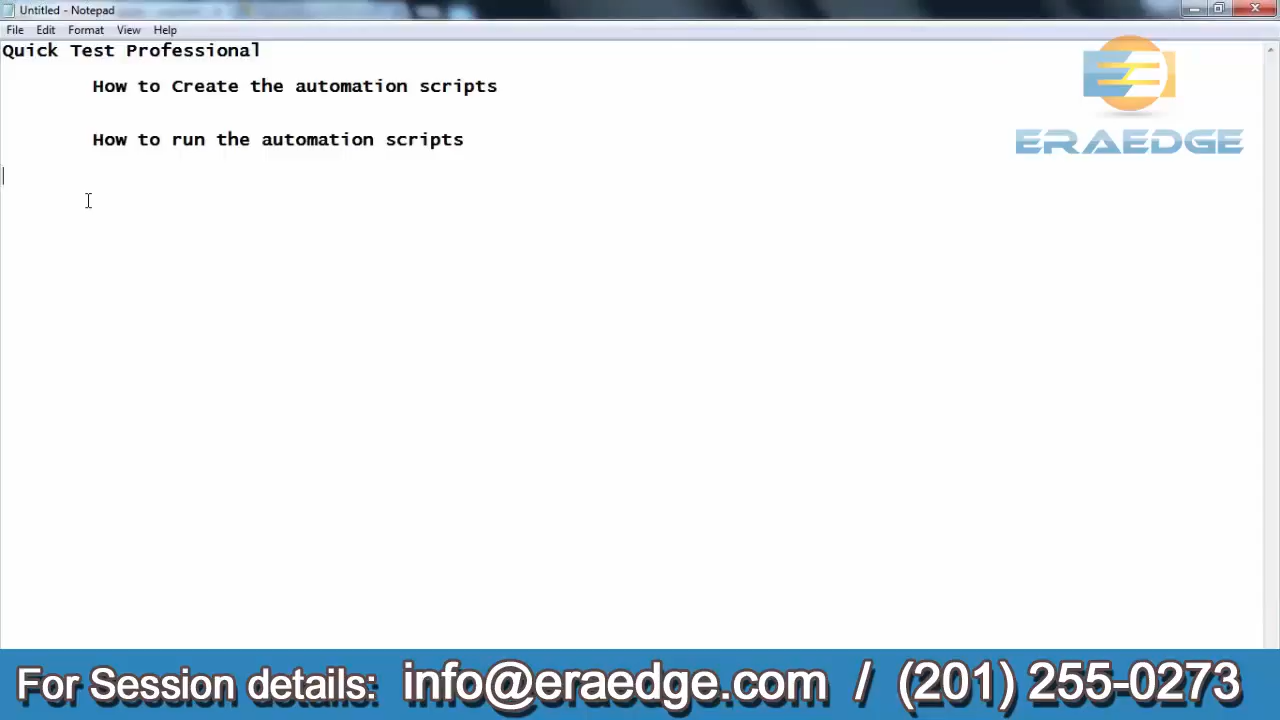 Untitled - Notepad
File Edit Format View Help
Quick Test Professional
How to Create the automation scripts
How to run the automation scripts
ERAEDGE
For Session details: info@eraedge.com / (201) 255-0273